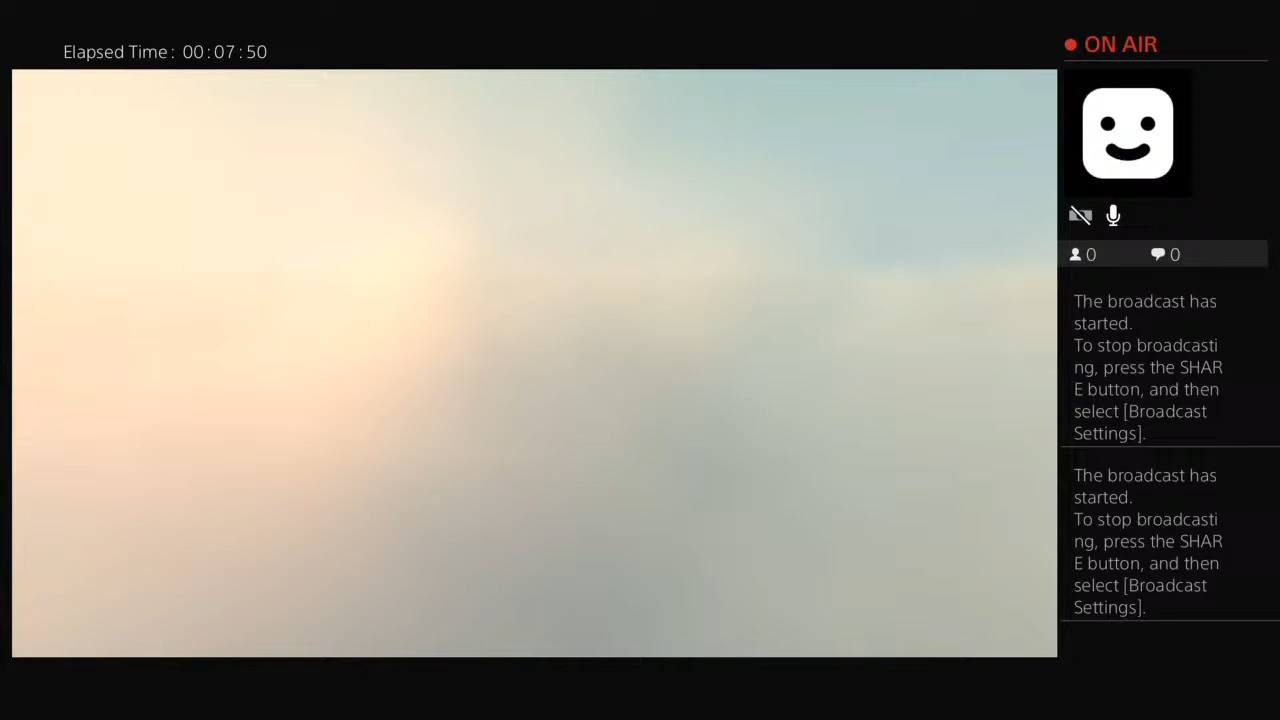 Elapsed Time: 00:07:50
ON AIR
0 0
The broadcast has
started.
To stop broadcasti
ng, press the SHAR
E button, and then
select [Broadcast
Settings].
The broadcast has
started.
To stop broadcasti
ng, press the SHAR
E button, and then
select [Broadcast
Settings].